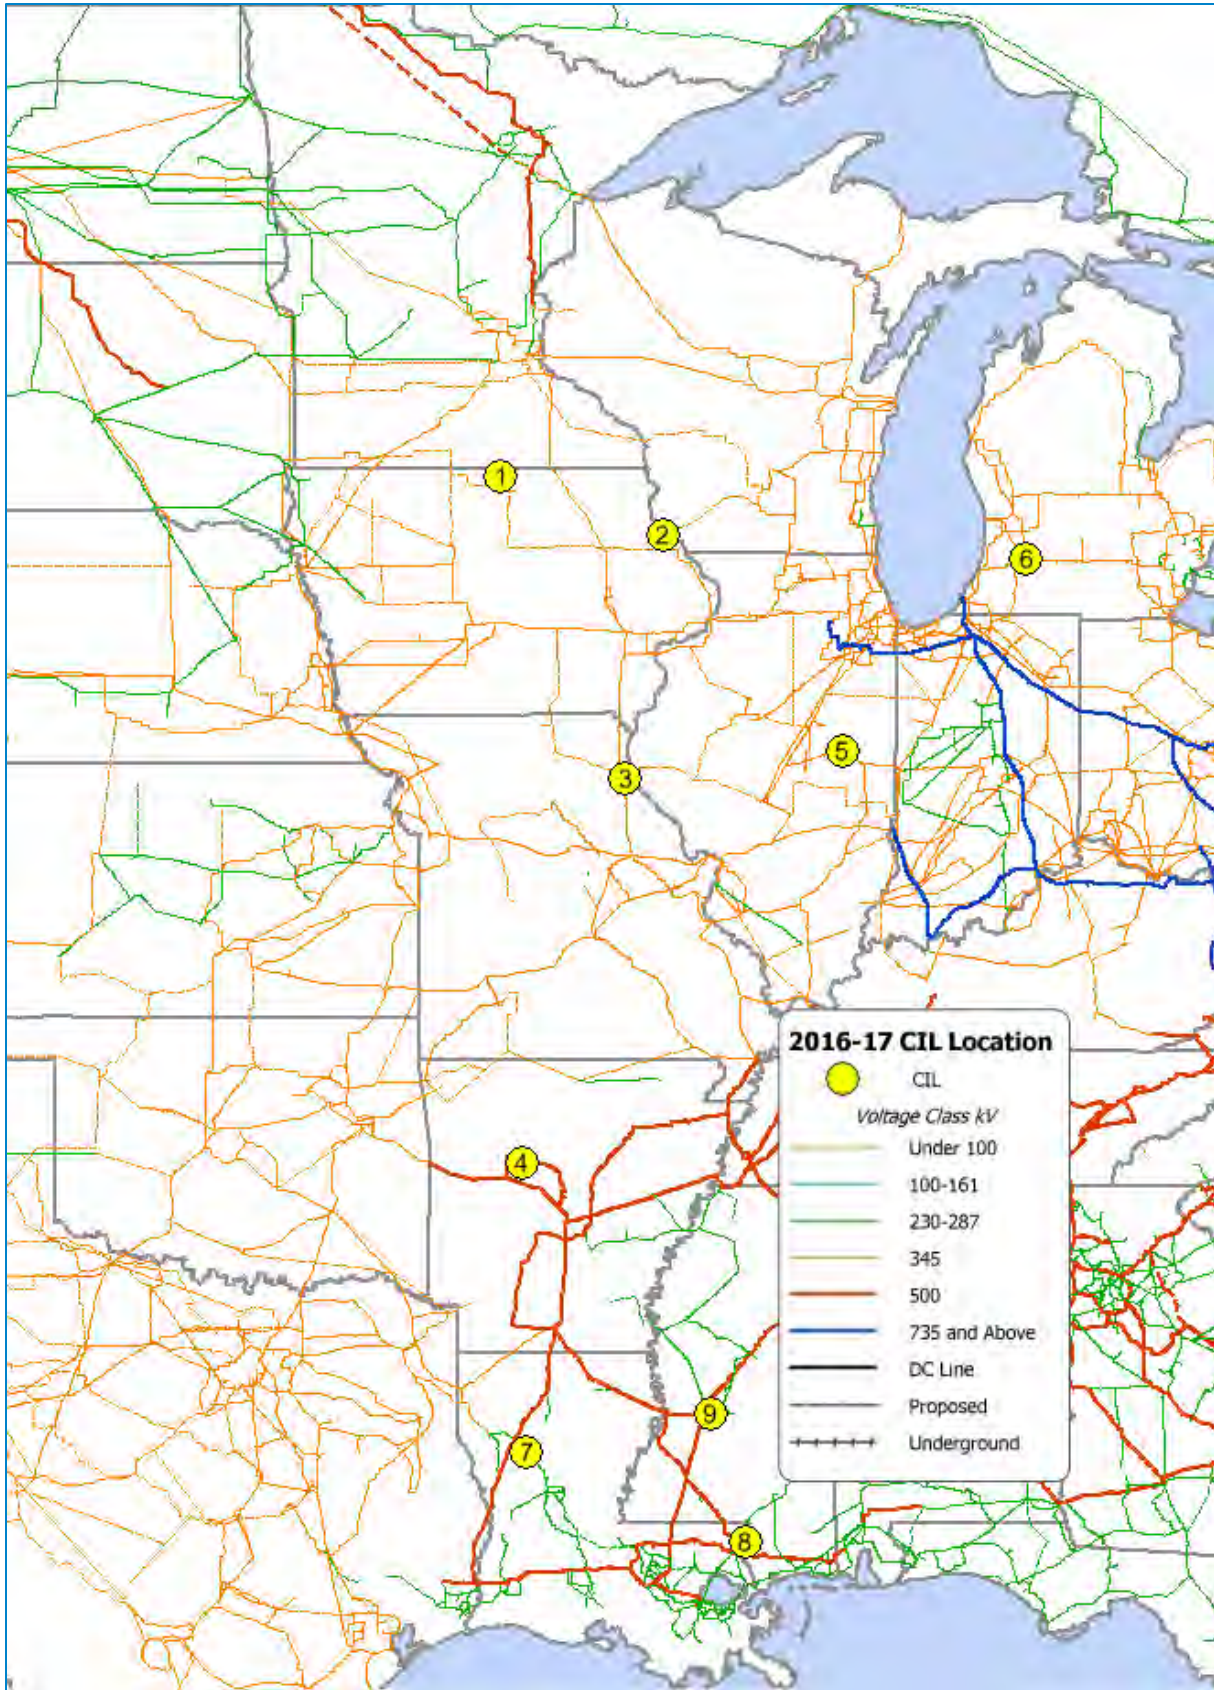 1
2
6
5
3
2016-17 CIL Location
CIL
Voltage Class kV
Under 100
100-161
230-287
345
500
735 and Above
DC Line
Proposed
Underground
4
9
7
8